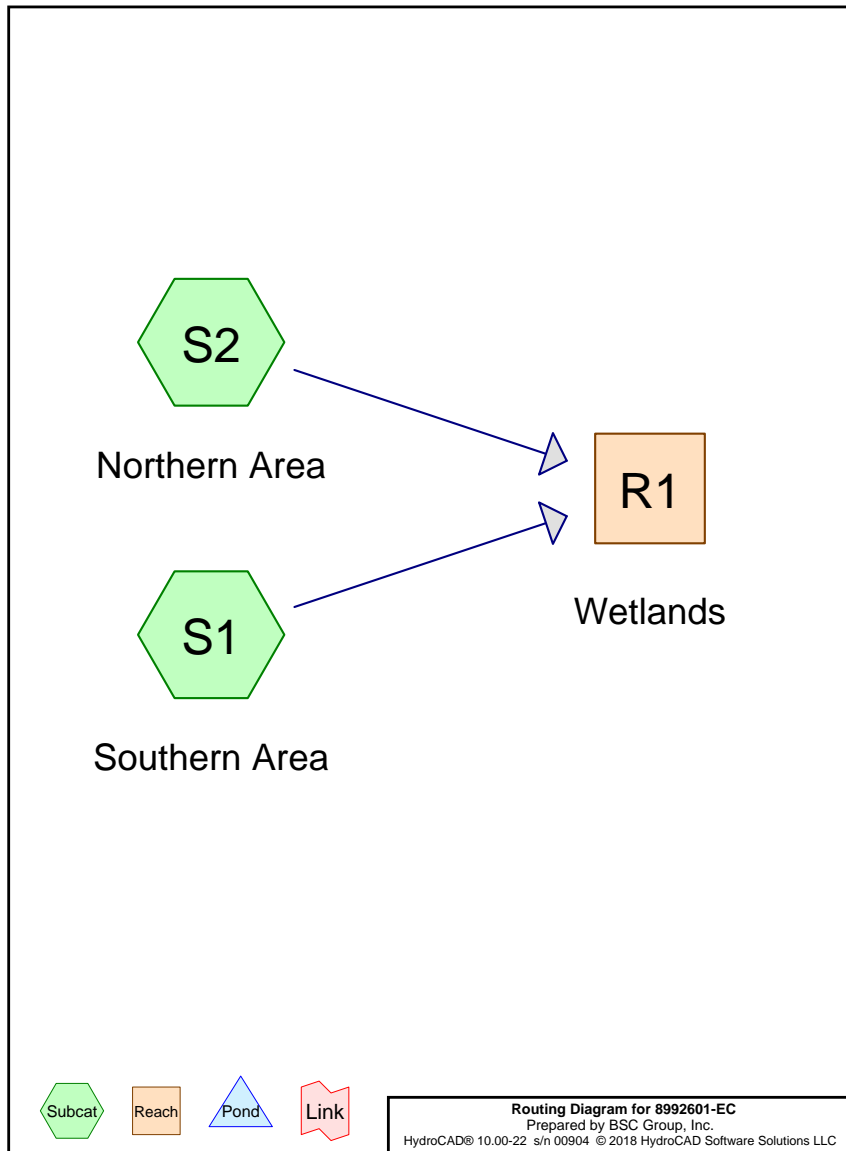 S2
Northern Area
R1
Wetlands
S1
Southern Area
Subcat
Reach
Pond
Link
Routing Diagram for 8992601-EC
Prepared by BSC Group, Inc.
HydroCAD® 10.00-22 s/n 00904 © 2018 HydroCAD Software Solutions LLC